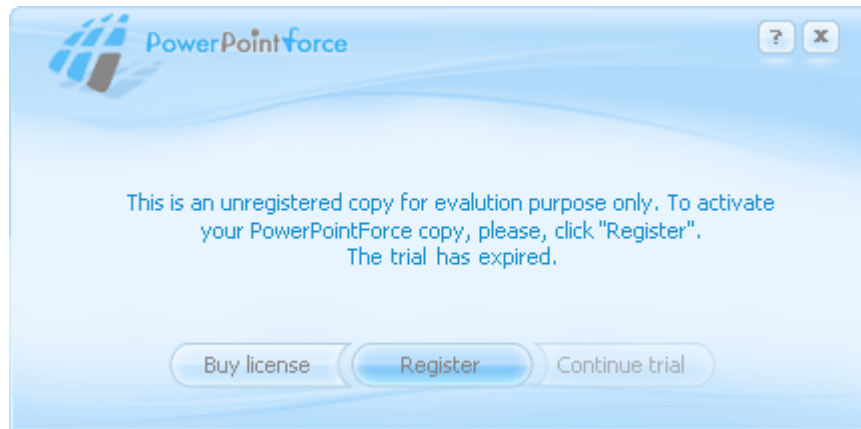 PowerPointforce
? x
This is an unregistered copy for evalution purpose only. To activate
your PowerPointForce copy, please, click "Register".
The trial has expired.
Buy license Register Continue trial